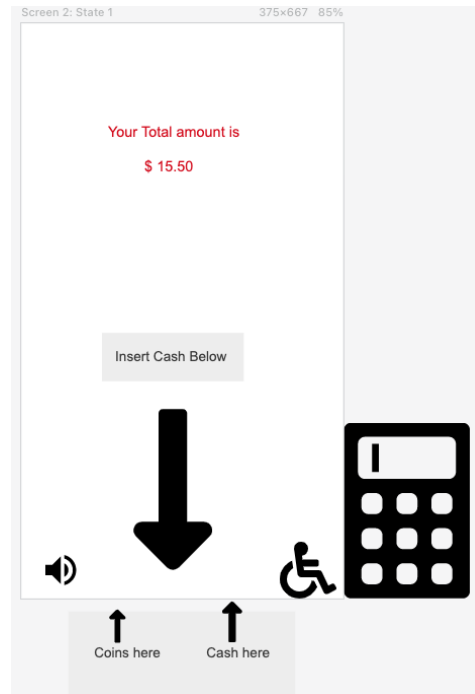 Screen 2: State 1 375×667 85%
Your Total amount is
$ 15.50
Insert Cash Below
Coins here Cash here